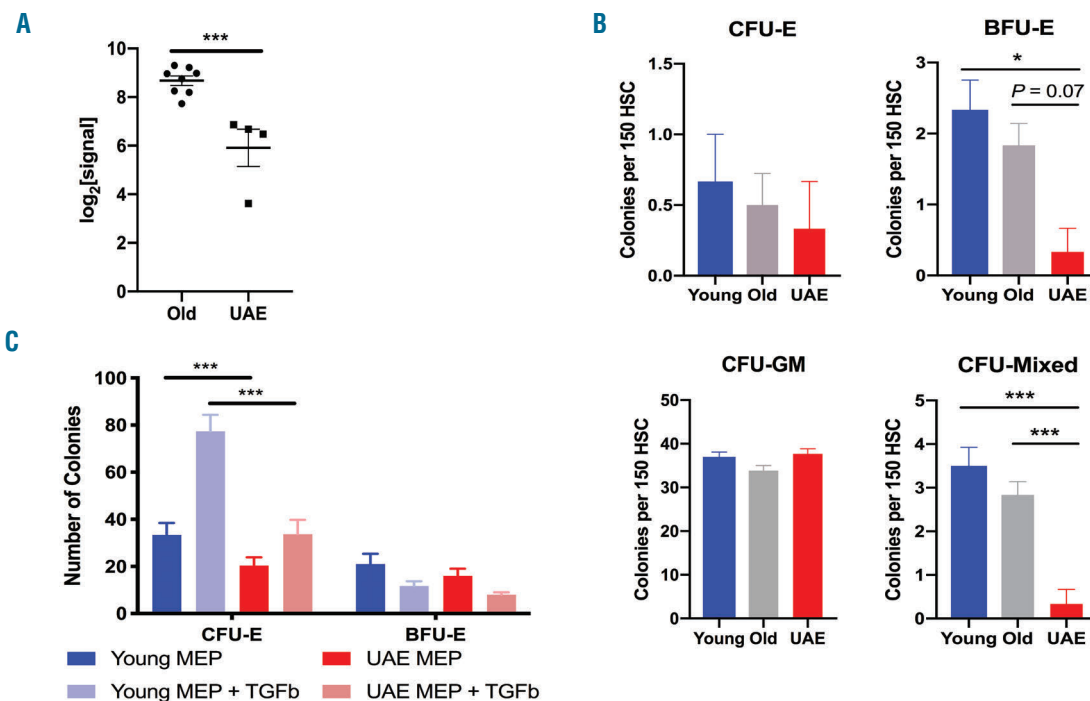 A
***
10
8
6
4
2
0
log2[signal]
Old UAE
B
CFU-E
1.5
1.0
0.5
0.0
Colonies per 150 HSC
Young Old UAE
BFU-E
*
P = 0.07
3
2
1
0
Colonies per 150 HSC
Young Old UAE
C
***
***
100
80
60
40
20
0
Number of Colonies
CFU-E BFU-E
Young MEP
UAE MEP
Young MEP + TGFb
UAE MEP + TGFb
CFU-GM
50
40
30
20
10
0
Colonies per 150 HSC
Young Old UAE
CFU-Mixed
***
***
5
4
3
3
1
0
Colonies per 150 HSC
Young Old UAE